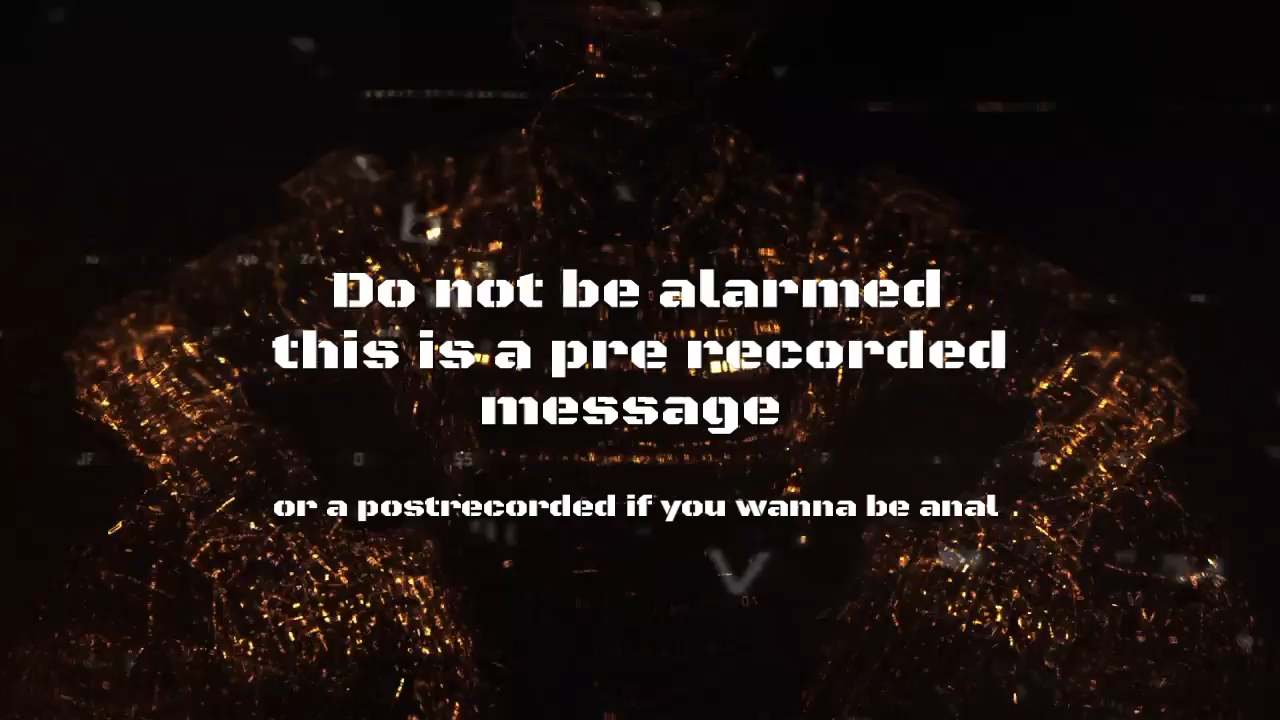 Do not be alarmed
this is a pre recorded
message
or a postrecorded if you wanna be anal